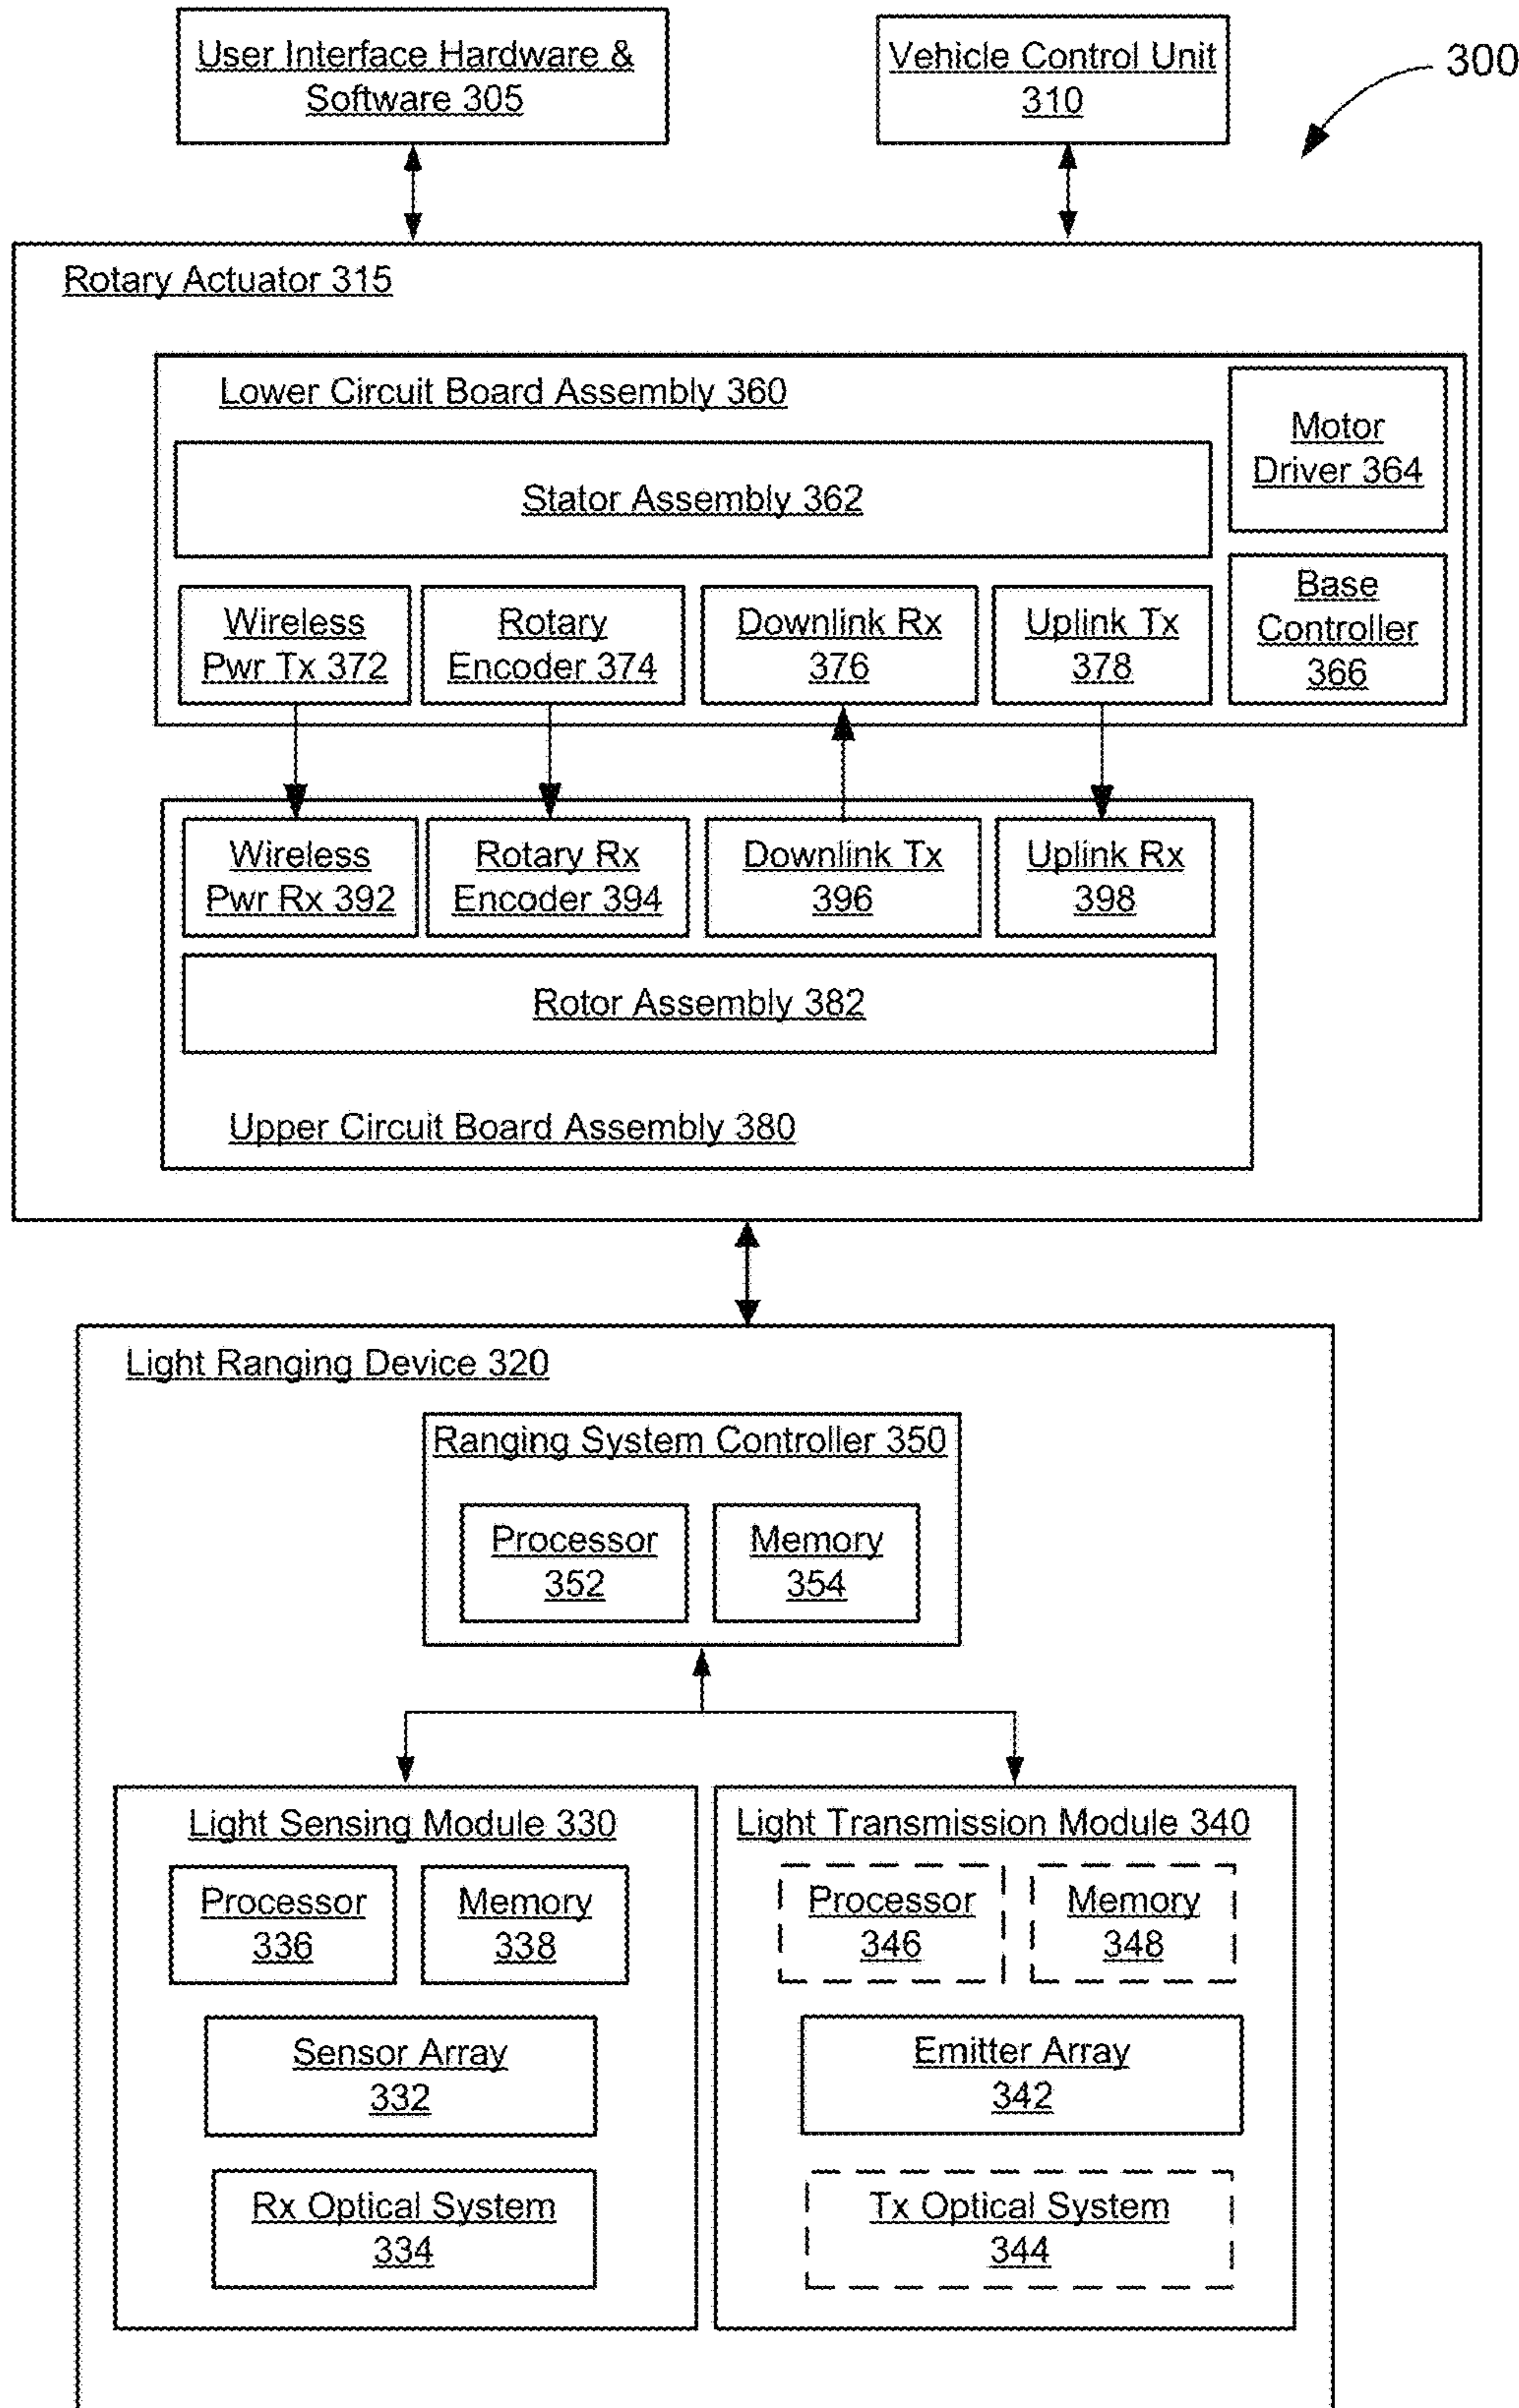 User Interface Hardware &
Software 305
Vehicle Control Unit
310
300
Rotary Actuator 315
Lower Circuit Board Assembly 360
Motor
Driver 364
Stator Assembly 362
Base
Controller
366
Wireless
Pwr Tx 372
Rotary
Encoder 374
Downlink Rx
376
Uplink Tx
378
Wireless
Pwr Rx 392
Rotary Rx
Encoder 394
Downlink Tx
396
Uplink Rx
398
Rotor Assembly 382
Upper Circuit Board Assembly 380
Light Ranging Device 320
Ranging System Controller 350
Processor
352
Memory
354
Light Sensing Module 330
Processor
336
Memory
338
Sensor Array
332
Rx Optical System
334
Light Transmission Module 340
Processor
346
Memory
348
Emitter Array
342
Tx Optical System
344